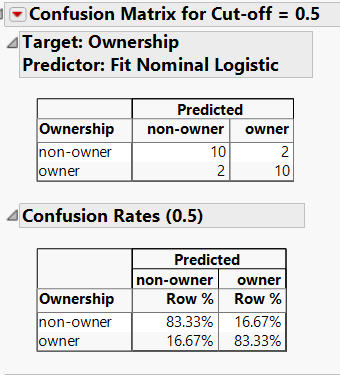 Confusion Matrix for Cut-off = 0.5
Target: Ownership
Predictor: Fit Nominal Logistic
Predicted
Ownership non-owner owner
non-owner 10 2
owner 2 10
Confusion Rates (0.5)
Predicted
non-owner owner
Ownership Row % Row %
non-owner 83.33% 16.67%
owner 16.67% 83.33%